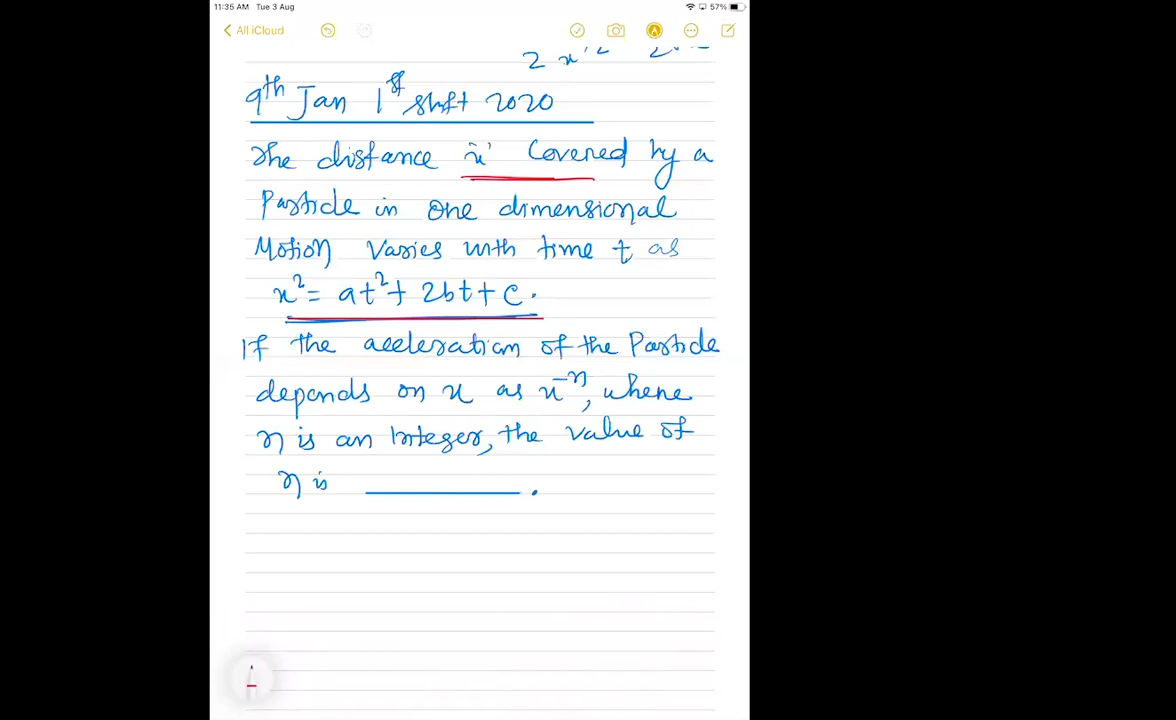 11:35 AM Tue 3 Aug
57%
All iCloud
9th Jan 1st shift 2020
The distance 'x' Covered by a
Particle in one dimensional
Motion Varies with time t as
x² = at² + 2bt + c.
If the acceleration of the Particle
depends on x as x⁻ⁿ, where
n is an Integer, the value of
n is ________ .